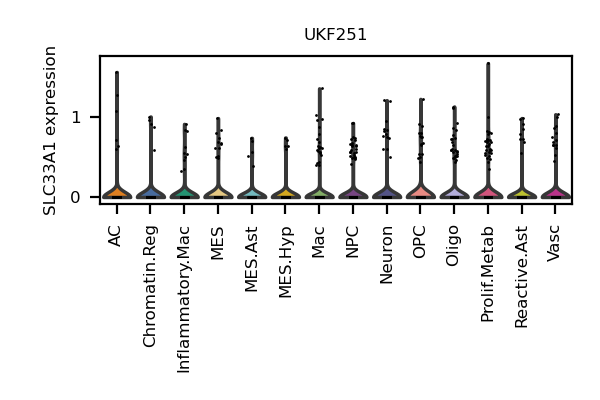 UKF251
SLC33A1 expression
1
0
AC
Chromatin.Reg
Inflammatory.Mac
MES
MES.Ast
MES.Hyp
Mac
NPC
Neuron
OPC
Oligo
Prolif.Metab
Reactive.Ast
Vasc